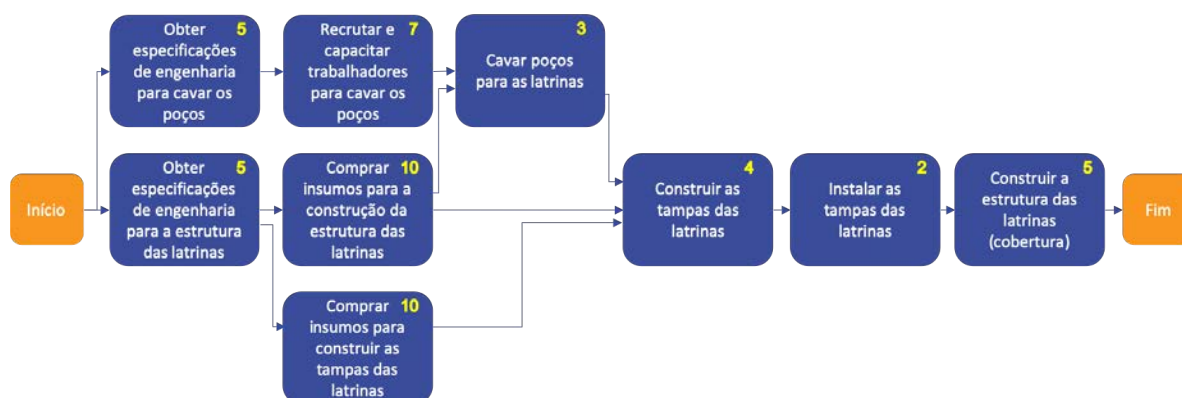 Obter 5
especificações
de engenharia
para cavar os
poços
Recrutar e 7
capacitar
trabalhadores
para cavar os
poços
3
Cavar poços
para as latrinas
Início
Obter 5
especificações
de engenharia
para a estrutura
das latrinas
Comprar 10
insumos para a
construção da
estrutura das
latrinas
4
Construir as
tampas das
latrinas
2
Instalar as
tampas das
latrinas
5
Construir a
estrutura das
latrinas
(cobertura)
Fim
Comprar 10
insumos para
construir as
tampas das
latrinas